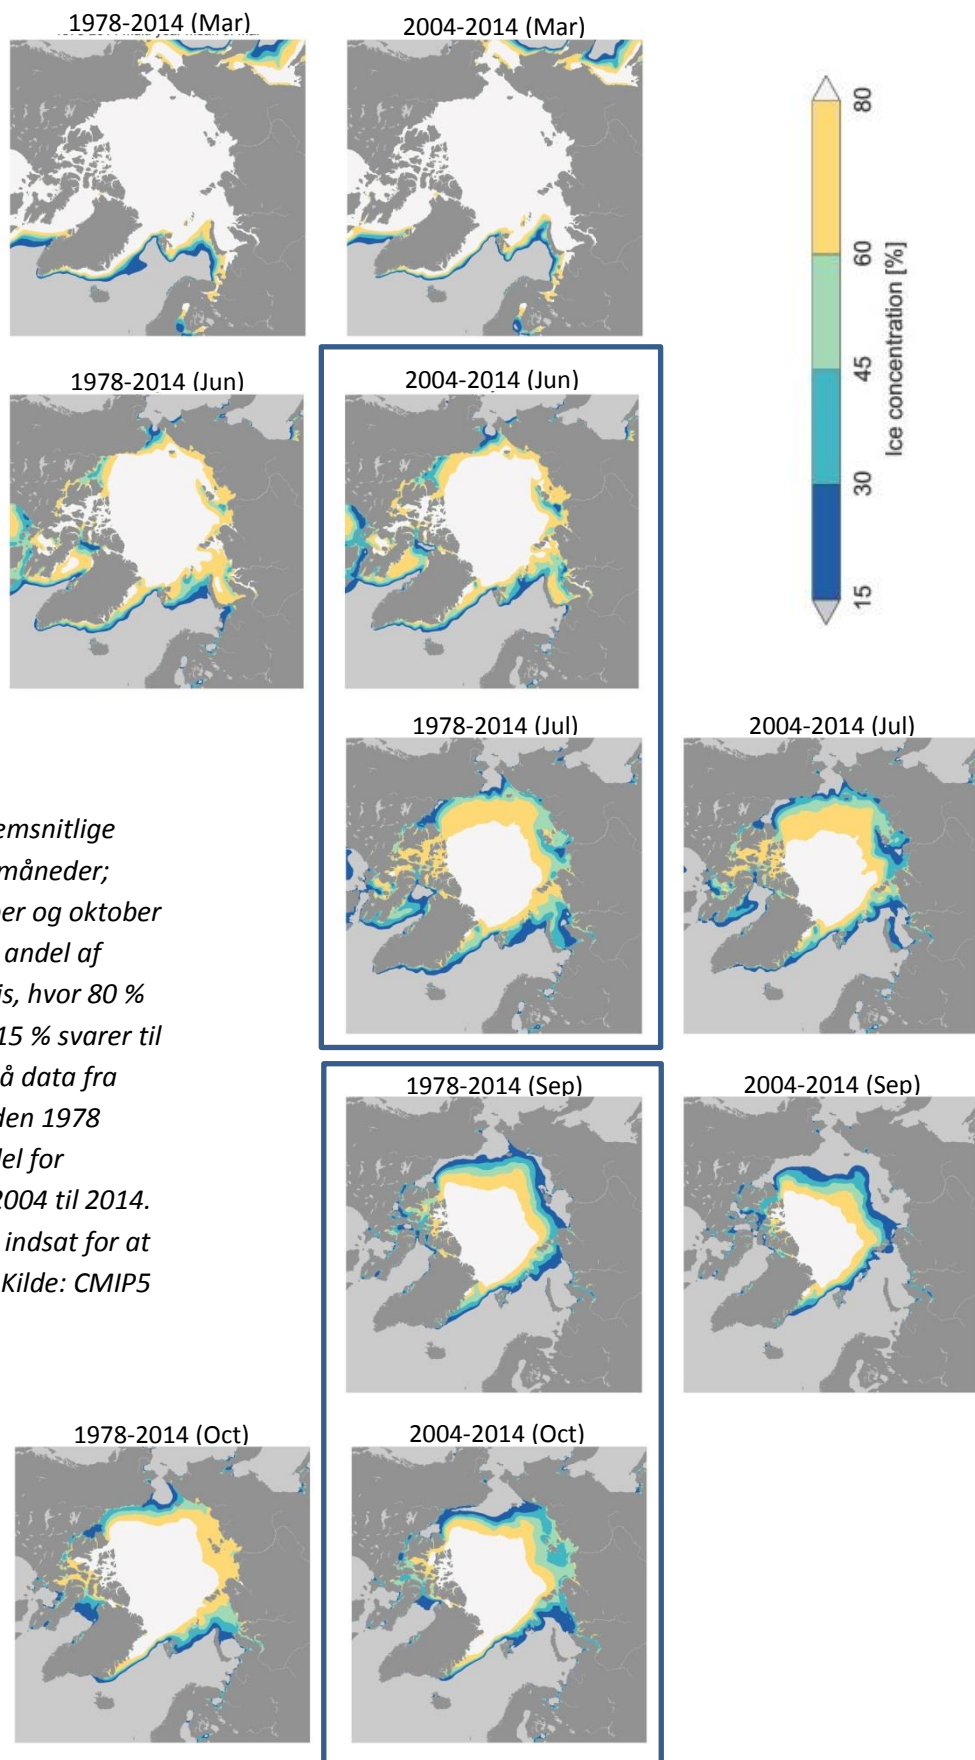 1978-2014 (Mar)
2004-2014 (Mar)
80
60
45
30
15
Ice concentration [%]
1978-2014 (Jun)
2004-2014 (Jun)
1978-2014 (Jul)
2004-2014 (Jul)
emsnitlige
måneder;
er og oktober
andel af
is, hvor 80 %
15 % svarer til
å data fra
den 1978
del for
2004 til 2014.
indsat for at
Kilde: CMIP5
1978-2014 (Sep)
2004-2014 (Sep)
1978-2014 (Oct)
2004-2014 (Oct)